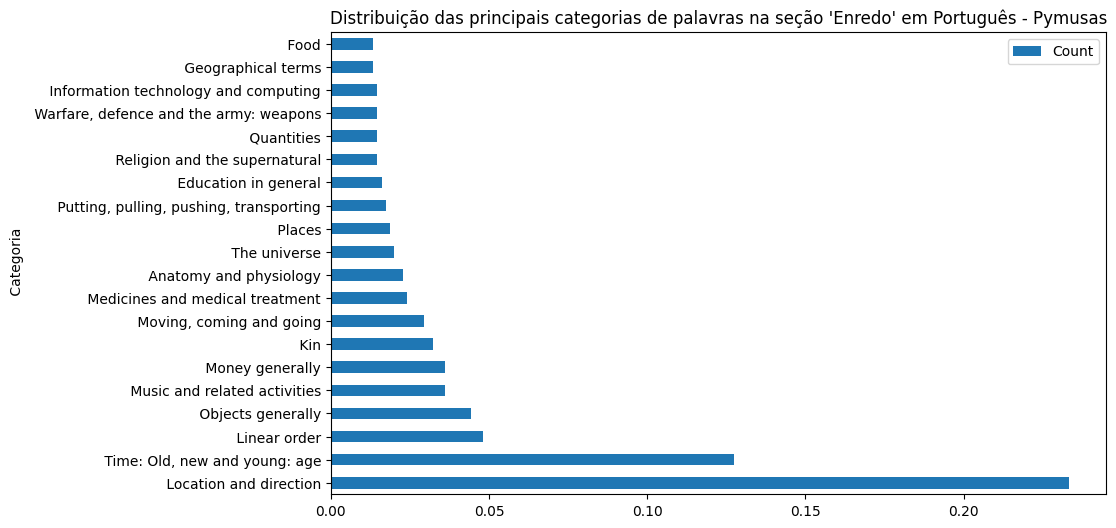 Distribuição das principais categorias de palavras na seção 'Enredo' em Português - Pymusas
Count
Categoria
Food
Geographical terms
Information technology and computing
Warfare, defence and the army: weapons
Quantities
Religion and the supernatural
Education in general
Putting, pulling, pushing, transporting
Places
The universe
Anatomy and physiology
Medicines and medical treatment
Moving, coming and going
Kin
Money generally
Music and related activities
Objects generally
Linear order
Time: Old, new and young: age
Location and direction
0.00 0.05 0.10 0.15 0.20